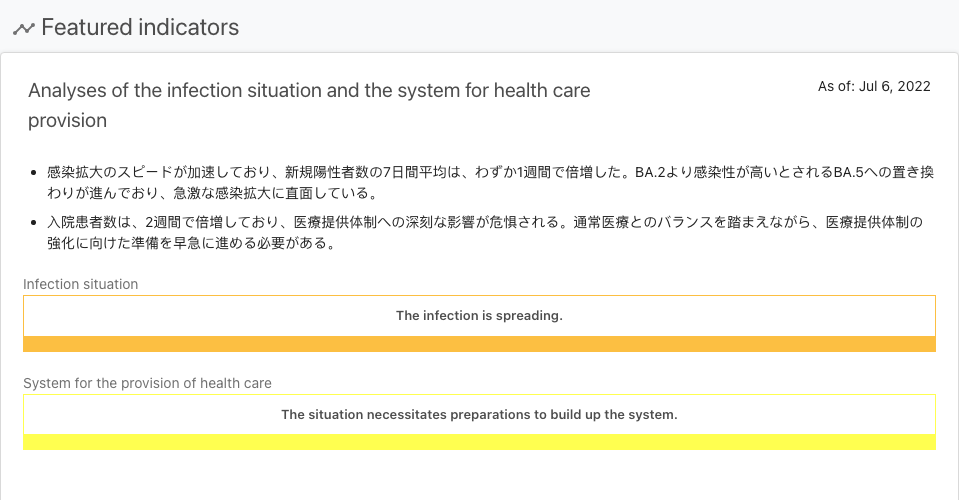 Featured indicators
Analyses of the infection situation and the system for health care
provision
As of: Jul 6, 2022
感染拡大のスピードが加速しており、新規陽性者数の7日間平均は、わずか1週間で倍増した。BA.2より感染性が高いとされるBA.5への置き換
わりが進んでおり、急激な感染拡大に直面している。
入院患者数は、2週間で倍増しており、医療提供体制への深刻な影響が危惧される。通常医療とのバランスを踏まえながら、医療提供体制の
強化に向けた準備を早急に進める必要がある。
Infection situation
The infection is spreading.
System for the provision of health care
The situation necessitates preparations to build up the system.